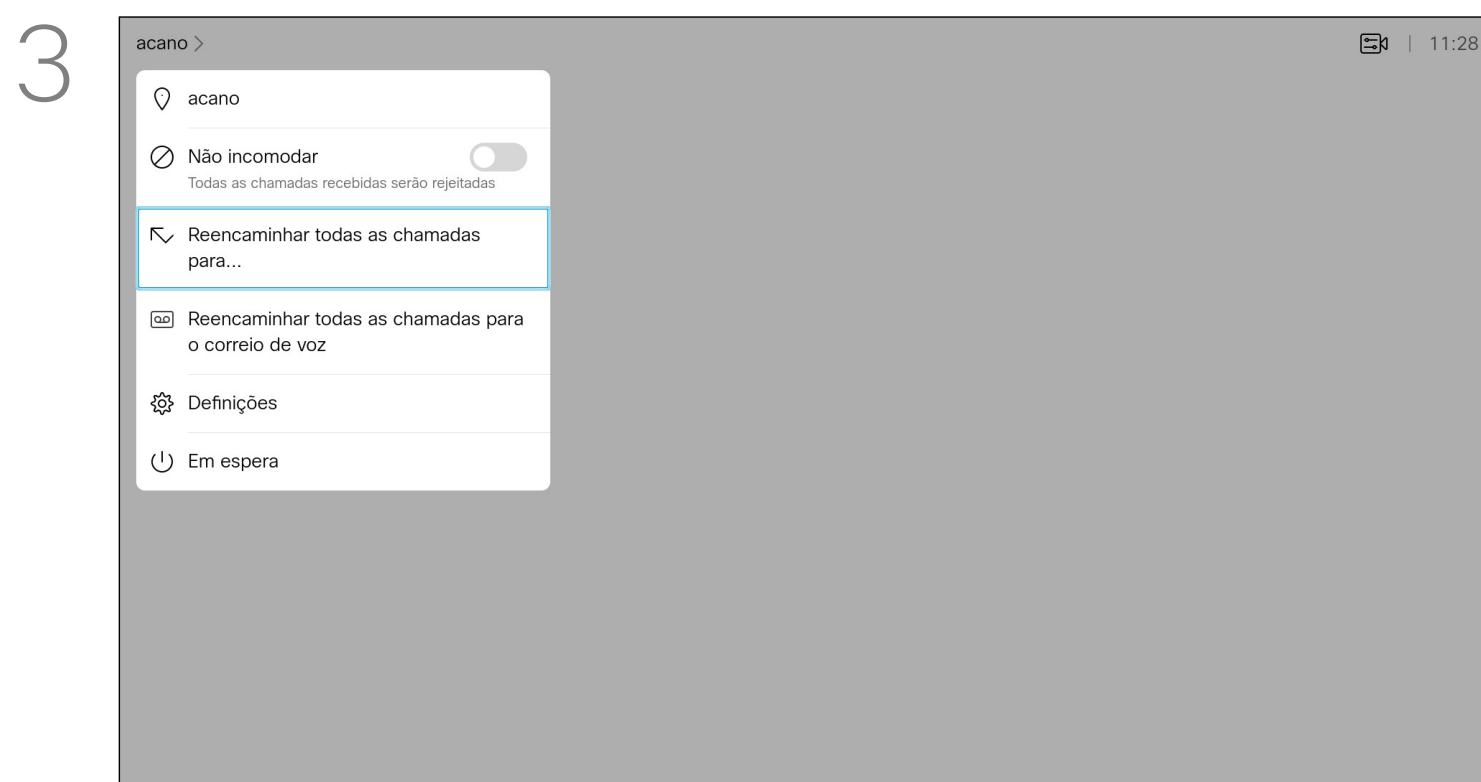 3
acano >
11:28
acano
Não incomodar
Todas as chamadas recebidas serão rejeitadas
Reencaminhar todas as chamadas
para...
Reencaminhar todas as chamadas para
o correio de voz
Definições
Em espera